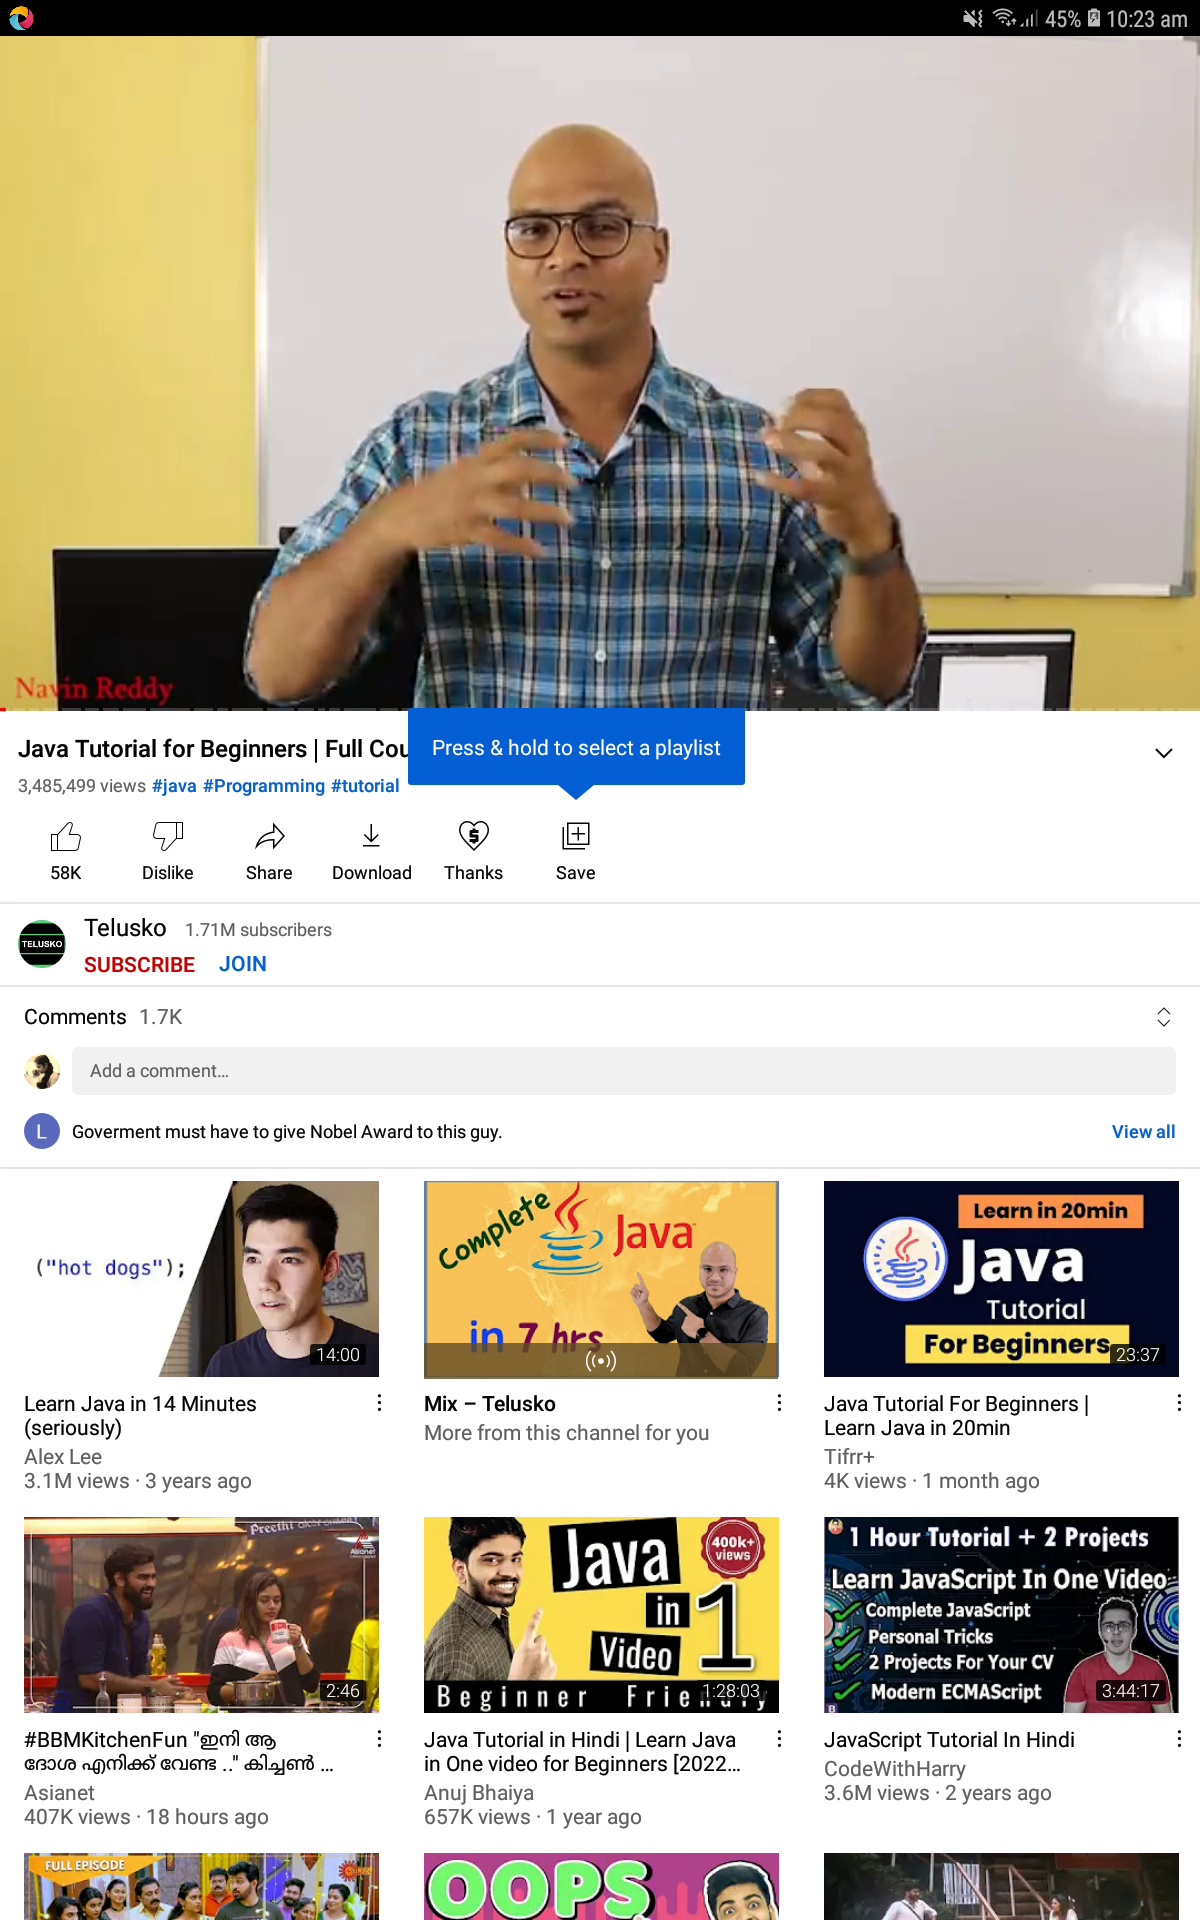 45% 10:23 am
Navin Reddy
Java Tutorial for Beginners | Full Cou
Press & hold to select a playlist
3,485,499 views #java #Programming #tutorial
58K Dislike Share Download Thanks Save
TELUSKO
Telusko 1.71M subscribers
SUBSCRIBE JOIN
Comments 1.7K
Add a comment...
L Goverment must have to give Nobel Award to this guy. View all
("hot dogs");
14:00
Learn Java in 14 Minutes
(seriously)
Alex Lee
3.1M views · 3 years ago
Complete
Java
in 7 hrs
Mix – Telusko
More from this channel for you
Learn in 20min
Java
Tutorial
For Beginners
23:37
Java Tutorial For Beginners |
Learn Java in 20min
Tifrr+
4K views · 1 month ago
Preethi
Asianet
2:46
#BBMKitchenFun "ഇനി ആ
ദോശ എനിക്ക് വേണ്ട .." കിച്ചൺ ...
Asianet
407K views · 18 hours ago
Java
in 1
Video
400k+
views
Beginner
1:28:03
Java Tutorial in Hindi | Learn Java
in One video for Beginners [2022...
Anuj Bhaiya
657K views · 1 year ago
1 Hour Tutorial + 2 Projects
Learn JavaScript In One Video
Complete JavaScript
Personal Tricks
2 Projects For Your CV
Modern ECMAScript
3:44:17
JavaScript Tutorial In Hindi
CodeWithHarry
3.6M views · 2 years ago
FULL EPISODE
OOPS